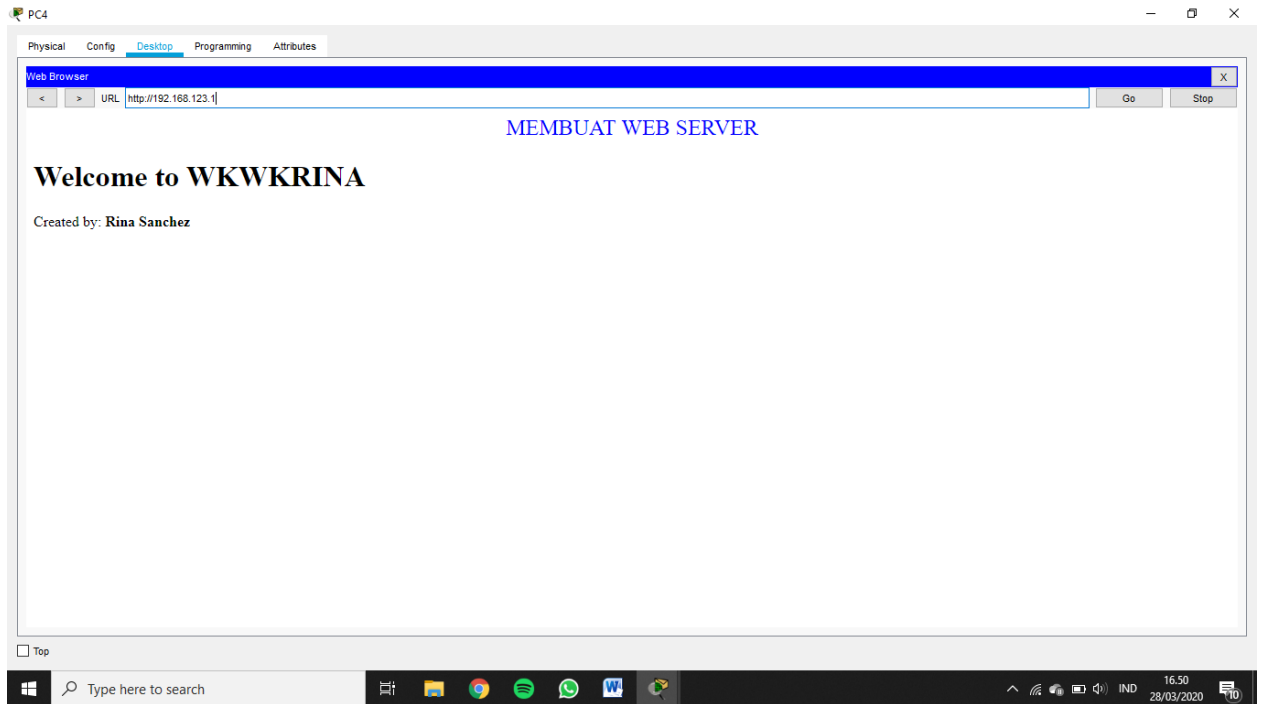 PC4
Physical Config Desktop Programming Attributes
Web Browser X
< > URL http://192.168.123.1 Go Stop
MEMBUAT WEB SERVER
Welcome to WKWKRINA
Created by: Rina Sanchez
Top
Type here to search
IND
16.50
28/03/2020
10